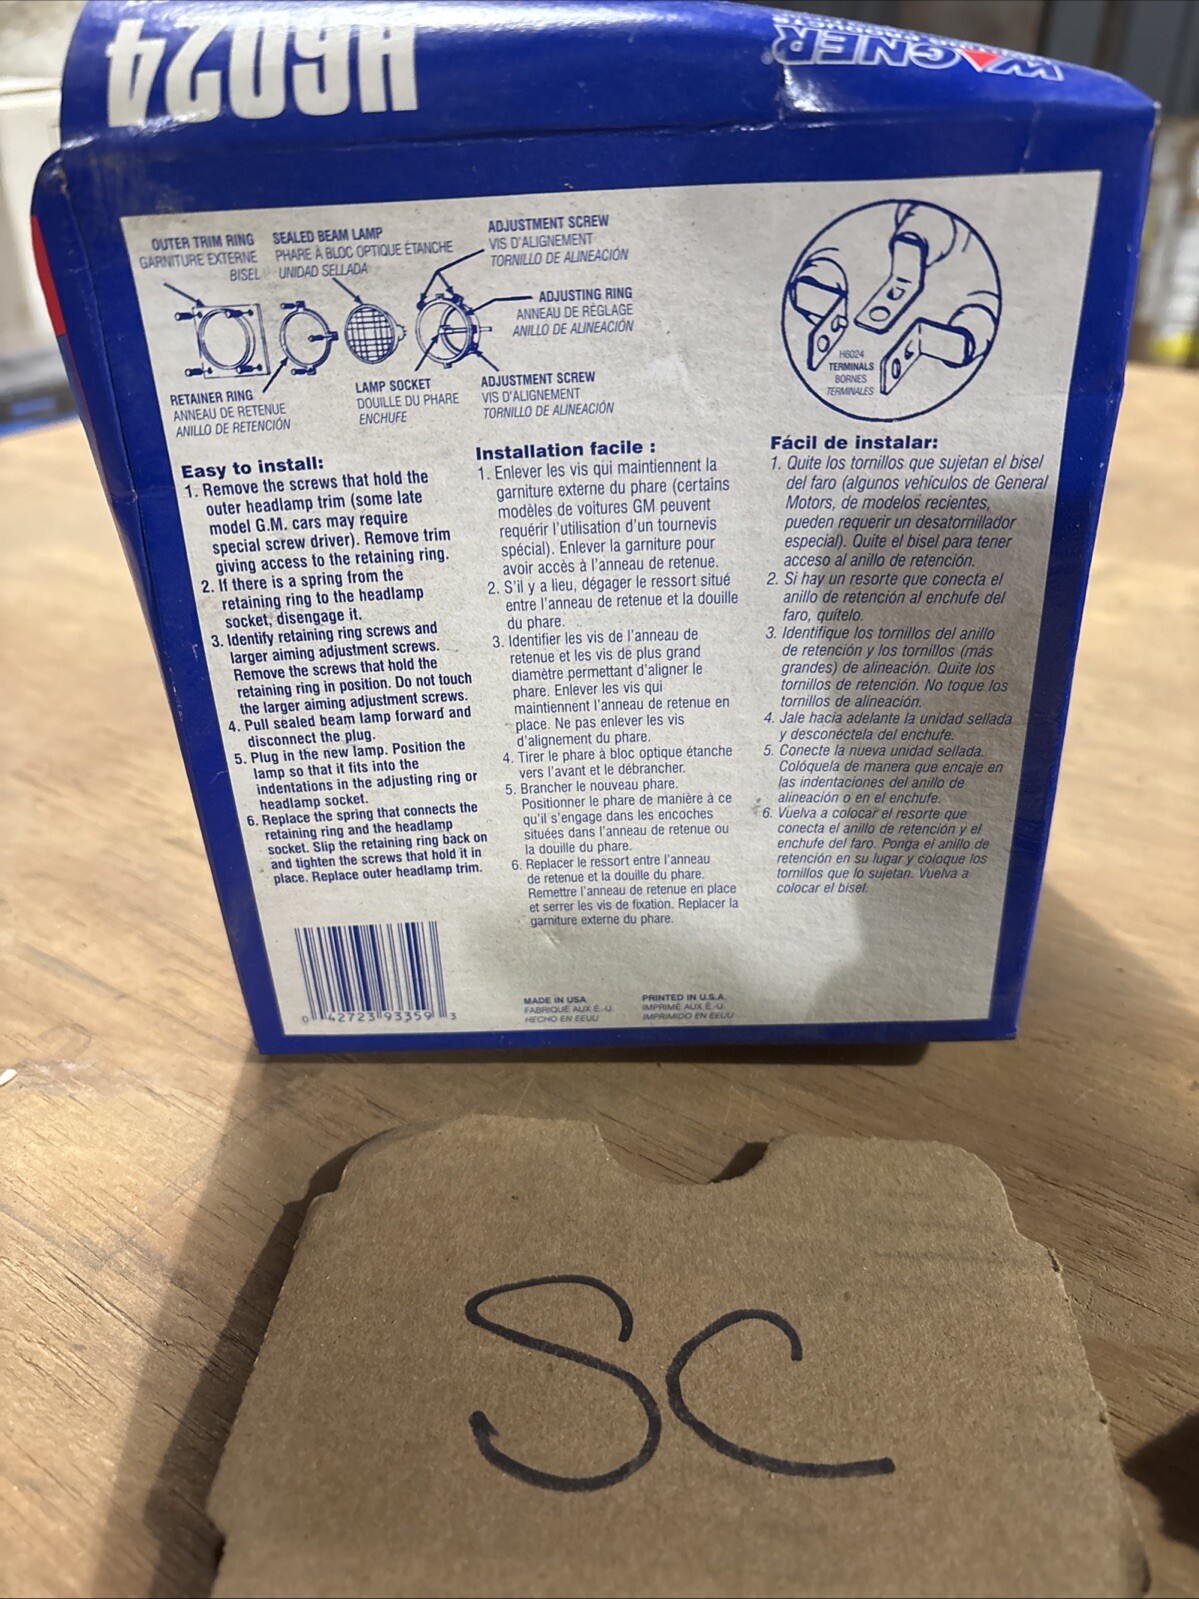 H6024
WAGNER®
OUTER TRIM RING
GARNITURE EXTERNE
BISEL
SEALED BEAM LAMP
PHARE À BLOC OPTIQUE ÉTANCHE
UNIDAD SELLADA
ADJUSTMENT SCREW
VIS D'ALIGNEMENT
TORNILLO DE ALINEACIÓN
ADJUSTING RING
ANNEAU DE RÉGLAGE
ANILLO DE ALINEACIÓN
RETAINER RING
ANNEAU DE RETENUE
ANILLO DE RETENCIÓN
LAMP SOCKET
DOUILLE DU PHARE
ENCHUFE
ADJUSTMENT SCREW
VIS D'ALIGNEMENT
TORNILLO DE ALINEACIÓN
H6024
TERMINALS
BORNES
TERMINALES
Easy to install:
1. Remove the screws that hold the
outer headlamp trim (some late
model G.M. cars may require
special screw driver). Remove trim
giving access to the retaining ring.
2. If there is a spring from the
retaining ring to the headlamp
socket, disengage it.
3. Identify retaining ring screws and
larger aiming adjustment screws.
Remove the screws that hold the
retaining ring in position. Do not touch
the larger aiming adjustment screws.
4. Pull sealed beam lamp forward and
disconnect the plug.
5. Plug in the new lamp. Position the
lamp so that it fits into the
indentations in the adjusting ring or
headlamp socket.
6. Replace the spring that connects the
retaining ring and the headlamp
socket. Slip the retaining ring back on
and tighten the screws that hold it in
place. Replace outer headlamp trim.
Installation facile :
1. Enlever les vis qui maintiennent la
garniture externe du phare (certains
modèles de voitures GM peuvent
requérir l'utilisation d'un tournevis
spécial). Enlever la garniture pour
avoir accès à l'anneau de retenue.
2. S'il y a lieu, dégager le ressort situé
entre l'anneau de retenue et la douille
du phare.
3. Identifier les vis de l'anneau de
retenue et les vis de plus grand
diamètre permettant d'aligner le
phare. Enlever les vis qui
maintiennent l'anneau de retenue en
place. Ne pas enlever les vis
d'alignement du phare.
4. Tirer le phare à bloc optique étanche
vers l'avant et le débrancher.
5. Brancher le nouveau phare.
Positionner le phare de manière à ce
qu'il s'engage dans les encoches
situées dans l'anneau de retenue ou
la douille du phare.
6. Replacer le ressort entre l'anneau
de retenue et la douille du phare.
Remettre l'anneau de retenue en place
et serrer les vis de fixation. Replacer la
garniture externe du phare.
Fácil de instalar:
1. Quite los tornillos que sujetan el bisel
del faro (algunos vehículos de General
Motors, de modelos recientes,
pueden requerir un desatornillador
especial). Quite el bisel para tener
acceso al anillo de retención.
2. Si hay un resorte que conecta el
anillo de retención al enchufe del
faro, quítelo.
3. Identifique los tornillos del anillo
de retención y los tornillos (más
grandes) de alineación. Quite los
tornillos de retención. No toque los
tornillos de alineación.
4. Jale hacia adelante la unidad sellada
y desconéctela del enchufe.
5. Conecte la nueva unidad sellada.
Colóquela de manera que encaje en
las indentaciones del anillo de
alineación o en el enchufe.
6. Vuelva a colocar el resorte que
conecta el anillo de retención y el
enchufe del faro. Ponga el anillo de
retención en su lugar y coloque los
tornillos que lo sujetan. Vuelva a
colocar el bisel.
0 42723 93359 3
MADE IN USA
FABRIQUÉ AUX É.-U.
HECHO EN EEUU
PRINTED IN U.S.A.
IMPRIMÉ AUX É.-U.
IMPRIMIDO EN EEUU
SC